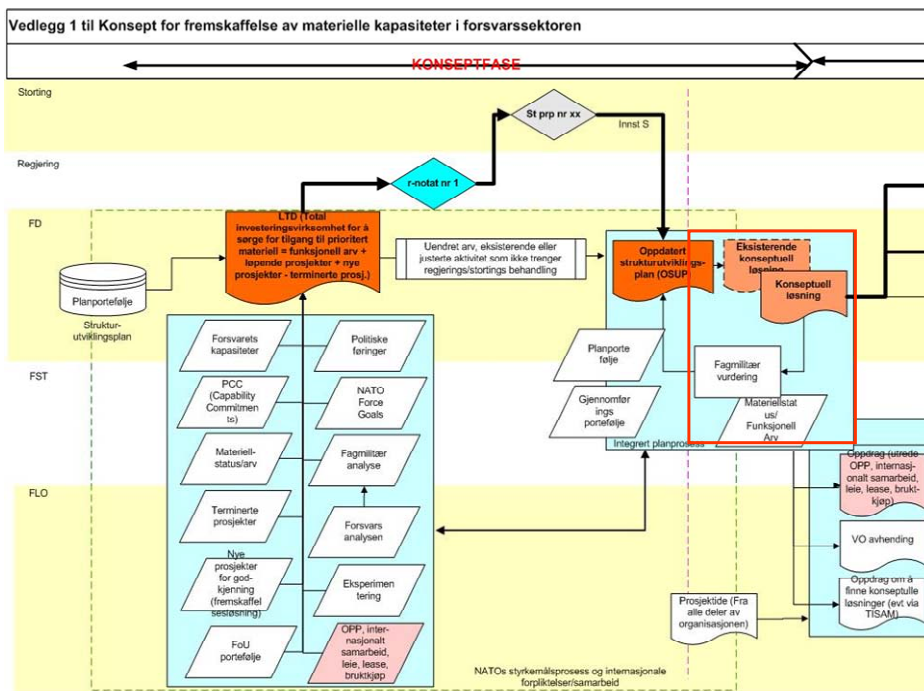 Vedlegg 1 til Konsept for fremskaffelse av materielle kapasiteter i forsvarssektoren
KONSEPTFASE
Storting
St prp nr xx
Innst S
Regjering
r-notat nr 1
FD
LTD (Total
investeringsvirksomhet for å
sørge for tilgang til prioritert
materiell = funksjonell arv +
løpende prosjekter + nye
prosjekter - terminerte prosj.)
Uendret arv, eksisterende eller
justerte aktivitet som ikke trenger
regjerings/stortings behandling
Oppdatert
strukturutviklings-
plan (OSUP)
Eksisterende
konseptuell
løsning
Konseptuell
løsning
Planportefølje
Struktur-
utviklingsplan
FST
Forsvarets
kapasiteter
Politiske
føringer
PCC
(Capability
Commitme
nts)
NATO
Force
Goals
Materiell-
status/arv
Fagmilitær
analyse
Terminerte
prosjekter
Forsvars
analysen
Nye
prosjekter
for god-
kjenning
(fremskaffel
sesløsning)
Eksperimen
tering
FoU
portefølje
OPP, inter-
nasjonalt
samarbeid,
leie, lease,
bruktkjøp
Planporte
følje
Gjennomfør
ings
portefølje
Fagmilitær
vurdering
Materiellstat
us/
Funksjonell
Arv
Integrert planprosess
FLO
Oppdrag (utrede
OPP, internasj-
onalt samarbeid,
leie, lease, brukt-
kjøp)
VO avhending
Oppdrag om å
finne konseptulle
løsninger (evt via
TISAM)
Prosjektide (Fra
alle deler av
organisasjonen)
NATOs styrkemålsprosess og internasjonale
forpliktelser/samarbeid